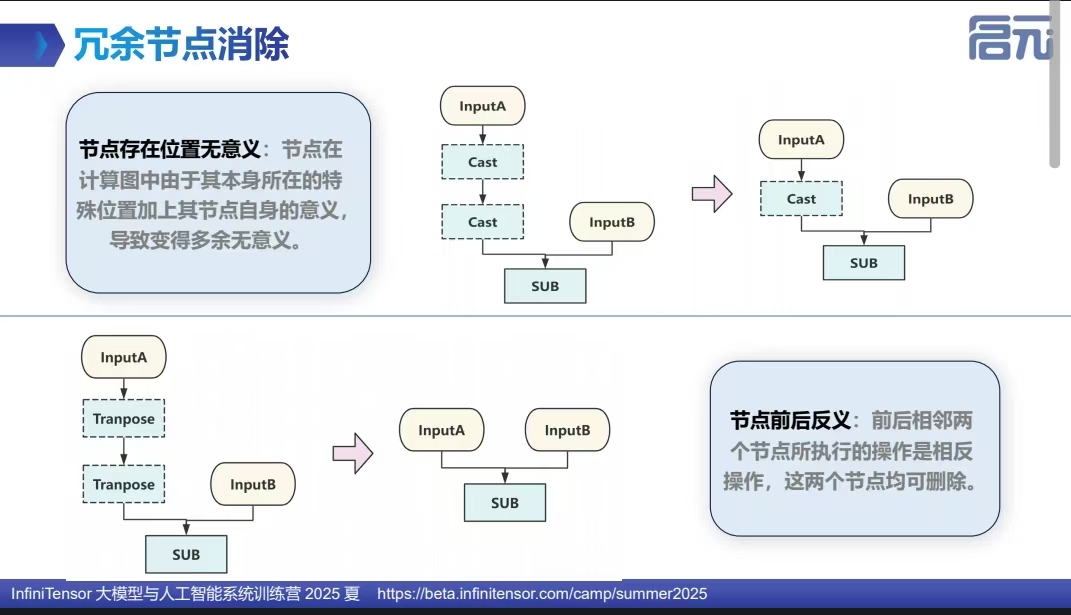 冗余节点消除
启元
节点存在位置无意义：节点在
计算图中由于其本身所在的特
殊位置加上其节点自身的意义，
导致变得多余无意义。
InputA
Cast
Cast
InputB
SUB
InputA
Cast
InputB
SUB
InputA
Tranpose
Tranpose
InputB
SUB
InputA
InputB
SUB
节点前后反义：前后相邻两
个节点所执行的操作是相反
操作，这两个节点均可删除。
InfiniTensor 大模型与人工智能系统训练营 2025 夏 https://beta.infinitensor.com/camp/summer2025